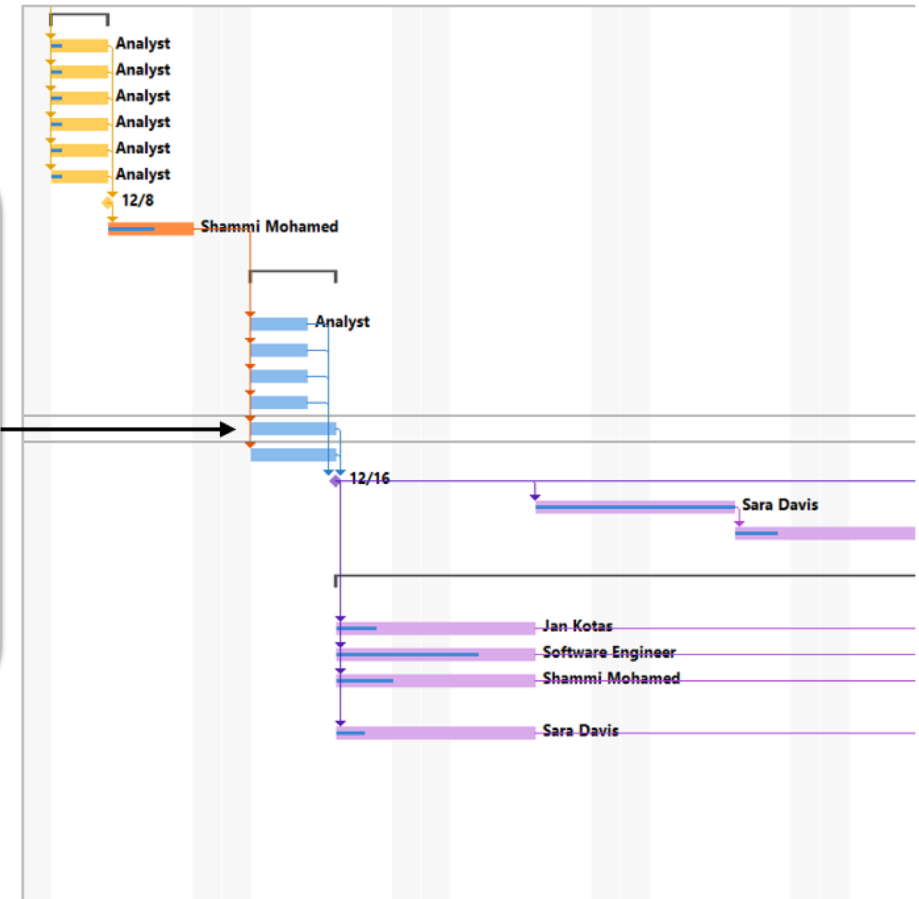 Analyst
Analyst
Analyst
Analyst
Analyst
Analyst
12/8
Shammi Mohamed
Analyst
12/16
Sara Davis
Jan Kotas
Software Engineer
Shammi Mohamed
Sara Davis